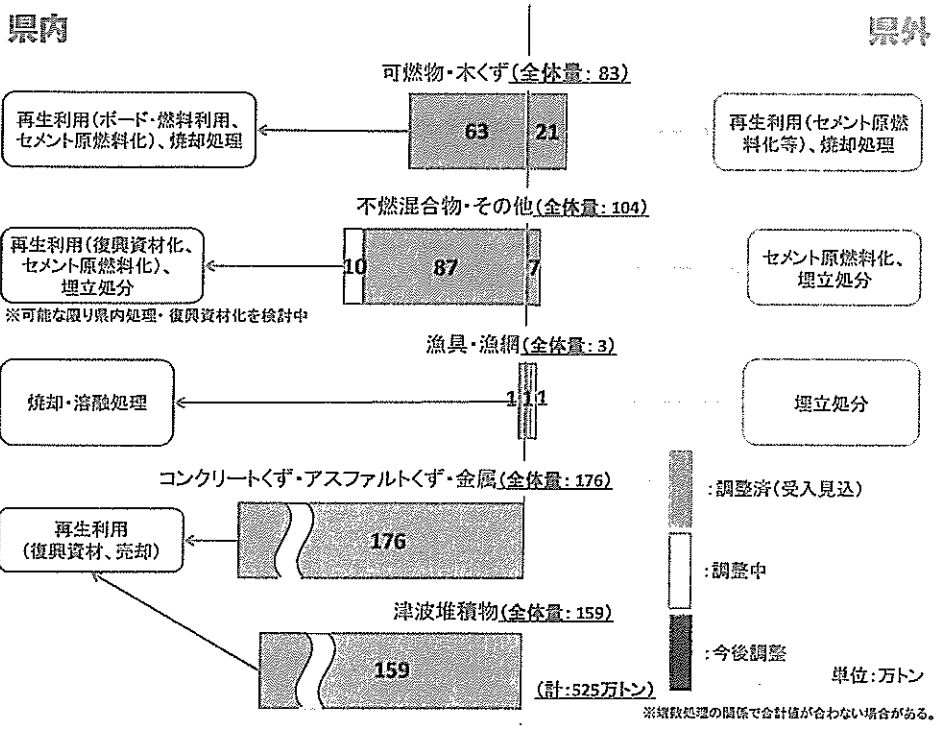 県内
県外
可燃物・木くず(全体量: 83)
再生利用(ボード・燃料利用、
セメント原燃料化)、焼却処理
63
21
再生利用(セメント原燃
料化等)、焼却処理
不燃混合物・その他(全体量: 104)
再生利用(復興資材化、
セメント原燃料化)、
埋立処分
10
87
7
セメント原燃料化、
埋立処分
※可能な限り県内処理・復興資材化を検討中
漁具・漁網(全体量: 3)
焼却・溶融処理
1
1
1
埋立処分
コンクリートくず・アスファルトくず・金属(全体量: 176)
再生利用
(復興資材、売却)
176
:調整済(受入見込)
:調整中
津波堆積物(全体量: 159)
159
:今後調整
(計:525万トン)
単位:万トン
※端数処理の関係で合計値が合わない場合がある。